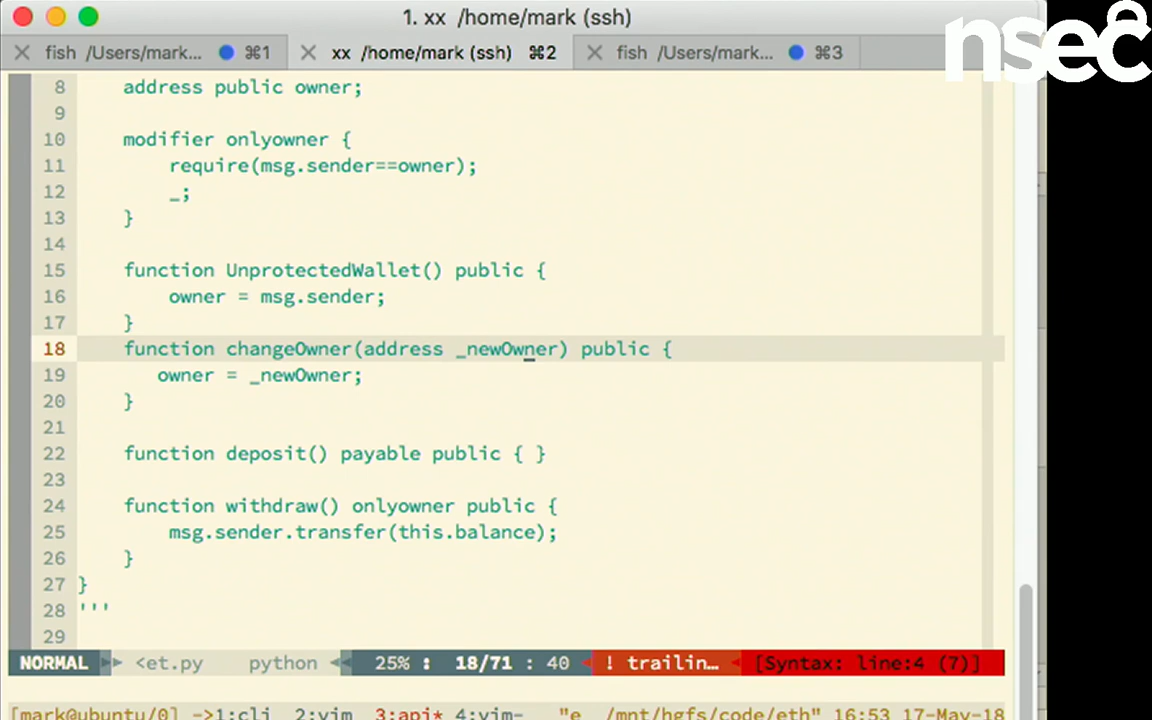 1. xx /home/mark (ssh)
fish /Users/mark... ⌘1 xx /home/mark (ssh) ⌘2 fish /Users/mark... ⌘3
nsec
8 address public owner;
9
10 modifier onlyowner {
11 require(msg.sender==owner);
12 _;
13 }
14
15 function UnprotectedWallet() public {
16 owner = msg.sender;
17 }
18 function changeOwner(address _newOwner) public {
19 owner = _newOwner;
20 }
21
22 function deposit() payable public { }
23
24 function withdraw() onlyowner public {
25 msg.sender.transfer(this.balance);
26 }
27 }
28 '''
29
NORMAL <et.py python 25% : 18/71 : 40 ! trailin… [Syntax: line:4 (7)]
[mark@ubuntu/0] ->1:cli 2:vim 3:api* 4:vim- "e /mnt/hgfs/code/eth" 16:53 17-May-18